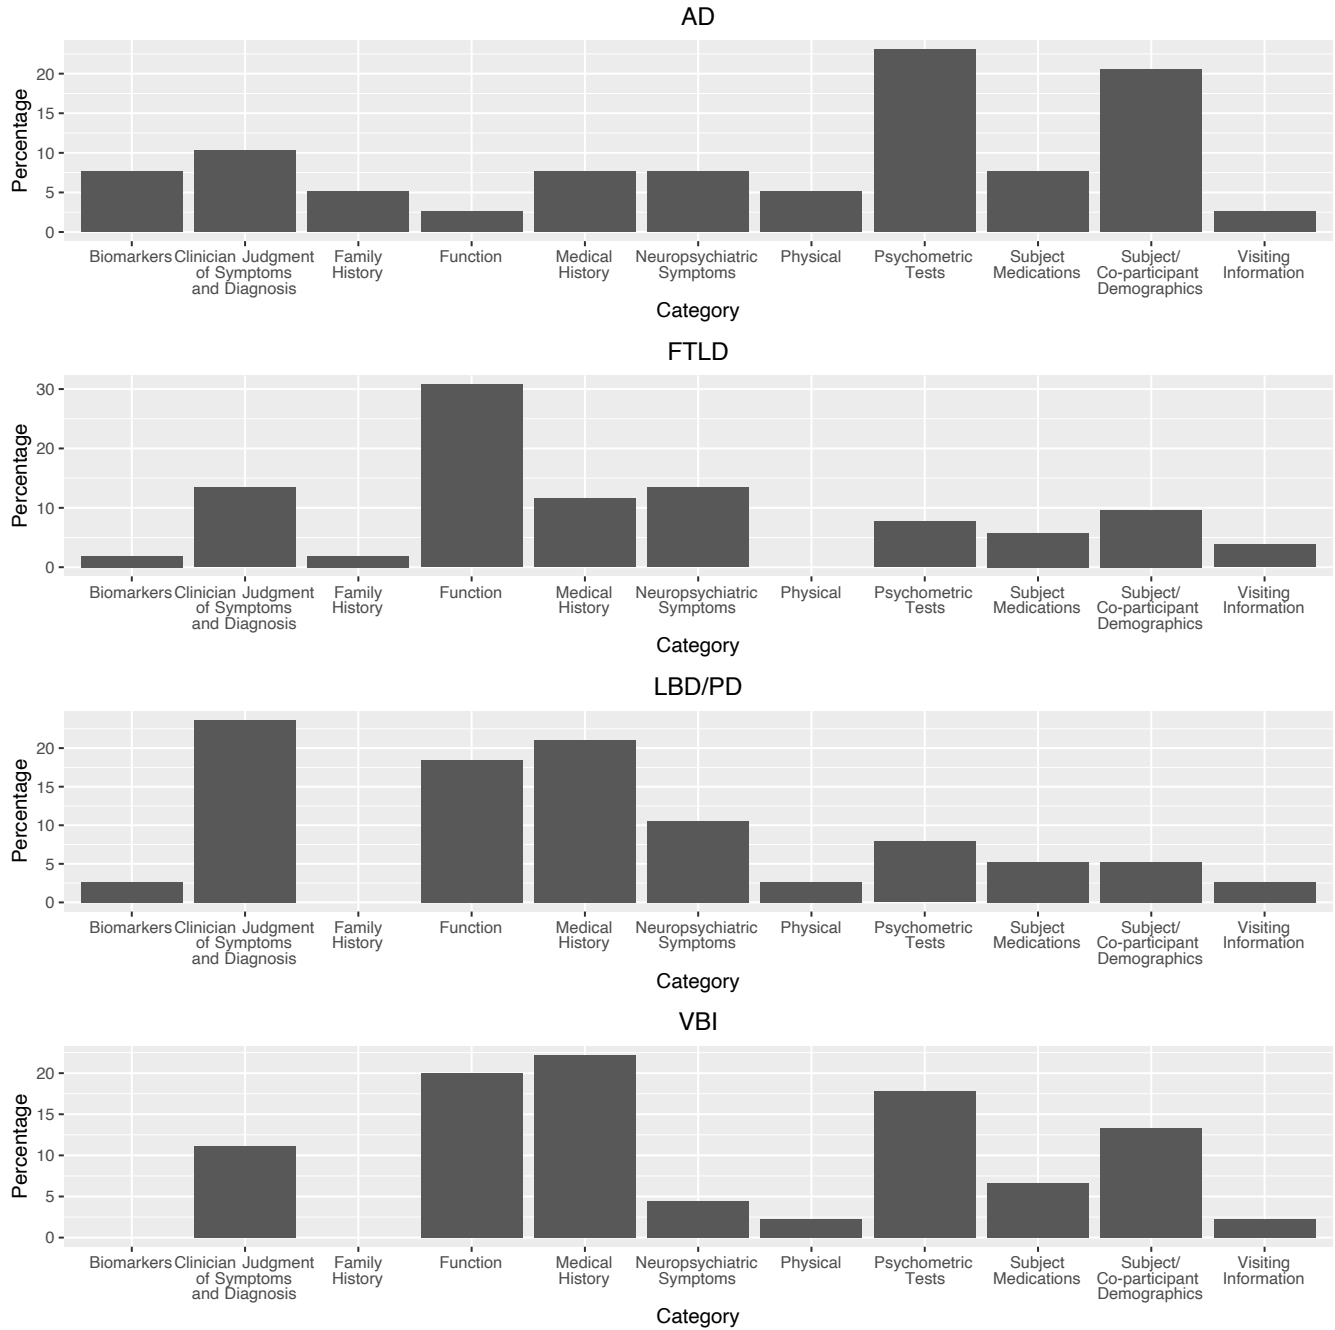 AD
Percentage
20
15
10
5
0
Biomarkers Clinician Judgment Family Function Medical Neuropsychiatric Physical Psychometric Subject Subject/ Visiting
of Symptoms History History Symptoms Tests Medications Co-participant Information
and Diagnosis Demographics
Category
FTLD
Percentage
30
20
10
0
Biomarkers Clinician Judgment Family Function Medical Neuropsychiatric Physical Psychometric Subject Subject/ Visiting
of Symptoms History History Symptoms Tests Medications Co-participant Information
and Diagnosis Demographics
Category
LBD/PD
Percentage
20
15
10
5
0
Biomarkers Clinician Judgment Family Function Medical Neuropsychiatric Physical Psychometric Subject Subject/ Visiting
of Symptoms History History Symptoms Tests Medications Co-participant Information
and Diagnosis Demographics
Category
VBI
Percentage
20
15
10
5
0
Biomarkers Clinician Judgment Family Function Medical Neuropsychiatric Physical Psychometric Subject Subject/ Visiting
of Symptoms History History Symptoms Tests Medications Co-participant Information
and Diagnosis Demographics
Category